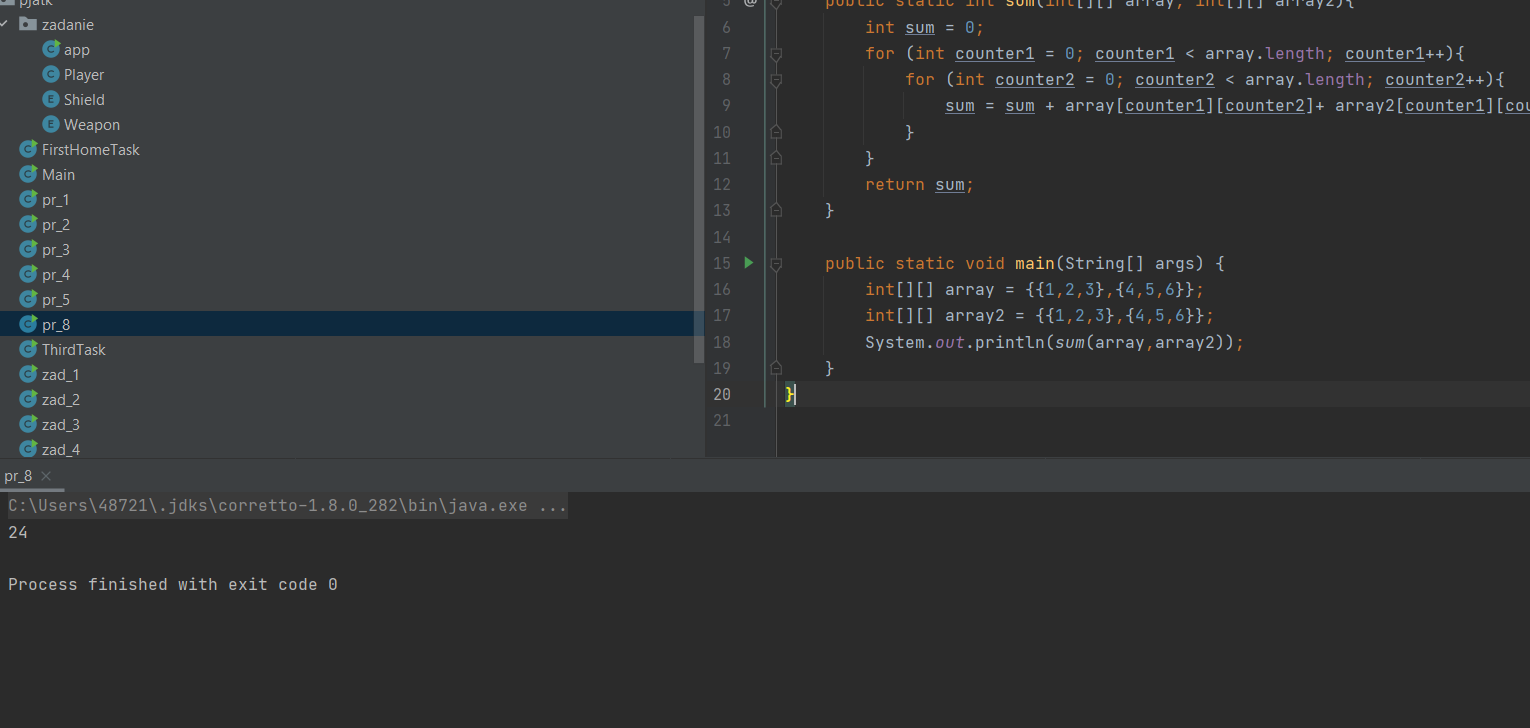 pjatk
zadanie
app
Player
Shield
Weapon
FirstHomeTask
Main
pr_1
pr_2
pr_3
pr_4
pr_5
pr_8
ThirdTask
zad_1
zad_2
zad_3
zad_4
5 @ public static int sum(int[][] array, int[][] array2){
6 int sum = 0;
7 for (int counter1 = 0; counter1 < array.length; counter1++){
8 for (int counter2 = 0; counter2 < array.length; counter2++){
9 sum = sum + array[counter1][counter2]+ array2[counter1][cou
10 }
11 }
12 return sum;
13 }
14
15 public static void main(String[] args) {
16 int[][] array = {{1,2,3},{4,5,6}};
17 int[][] array2 = {{1,2,3},{4,5,6}};
18 System.out.println(sum(array,array2));
19 }
20 }
21
pr_8
C:\Users\48721\.jdks\corretto-1.8.0_282\bin\java.exe ...
24
Process finished with exit code 0